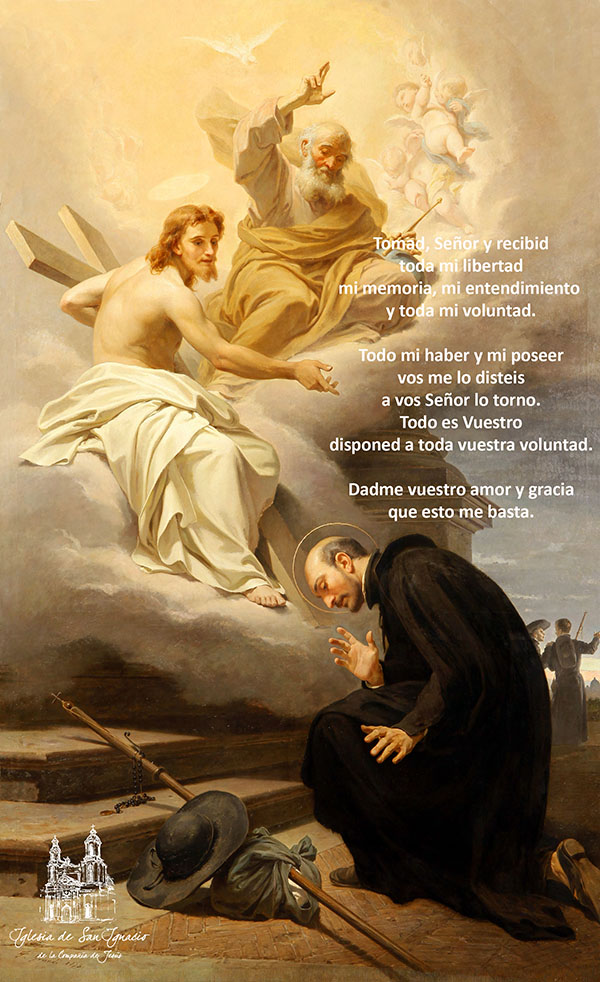 Tomad, Señor y recibid
toda mi libertad
mi memoria, mi entendimiento
y toda mi voluntad.
Todo mi haber y mi poseer
vos me lo disteis
a vos Señor lo torno.
Todo es Vuestro
disponed a toda vuestra voluntad.
Dadme vuestro amor y gracia
que esto me basta.
Iglesia de San Ignacio
de la Compañía de Jesús